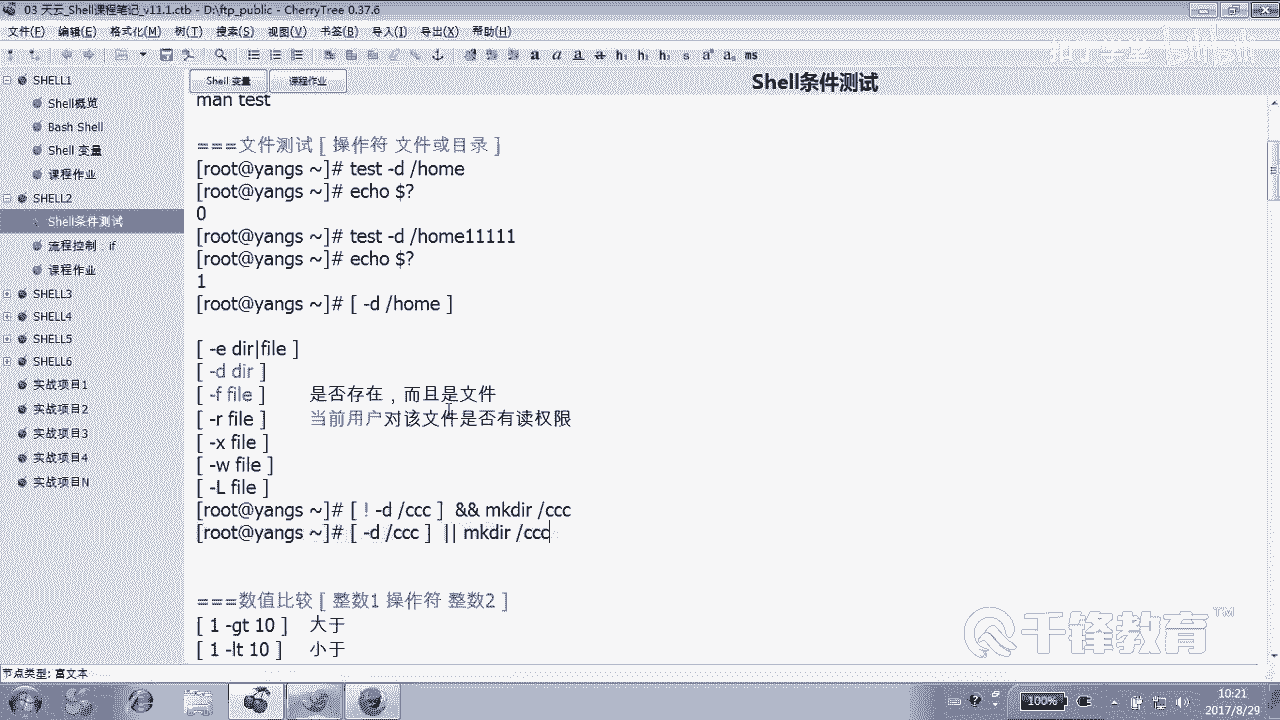 03 天云_Shell课程笔记_v11.1.ctb - D:\ftp_public - CherryTree 0.37.6
文件(F) 编辑(E) 格式化(M) 树(T) 搜索(S) 视图(V) 书签(B) 导入(I) 导出(X) 帮助(H)
a a a a h₁ h₁ h₂ s aª aₐ ms
SHELL1
Shell概览
Bash Shell
Shell 变量
课程作业
SHELL2
Shell条件测试
流程控制 if
课程作业
SHELL3
SHELL4
SHELL5
SHELL6
实战项目1
实战项目2
实战项目3
实战项目4
实战项目N
Shell 变量 课程作业 Shell条件测试
man test
===文件测试 [ 操作符 文件或目录 ]
[root@yangs ~]# test -d /home
[root@yangs ~]# echo $?
0
[root@yangs ~]# test -d /home11111
[root@yangs ~]# echo $?
1
[root@yangs ~]# [ -d /home ]
[ -e dir|file ]
[ -d dir ]
[ -f file ] 是否存在，而且是文件
[ -r file ] 当前用户对该文件是否有读权限
[ -x file ]
[ -w file ]
[ -L file ]
[root@yangs ~]# [ ! -d /ccc ] && mkdir /ccc
[root@yangs ~]# [ -d /ccc ] || mkdir /ccc
===数值比较 [ 整数1 操作符 整数2 ]
[ 1 -gt 10 ] 大于
[ 1 -lt 10 ] 小于
千锋教育™
节点类型: 富文本
100%
10:21
2017/8/29